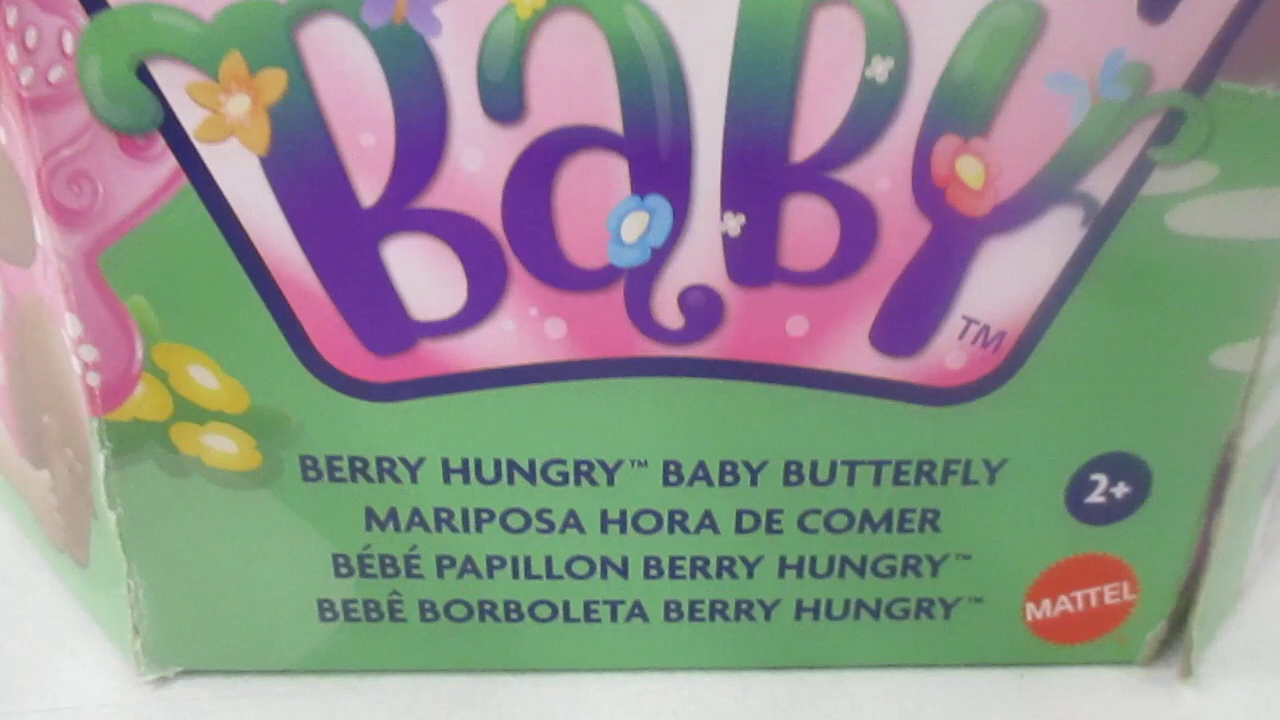 BaBy™
BERRY HUNGRY™ BABY BUTTERFLY
MARIPOSA HORA DE COMER
BÉBÉ PAPILLON BERRY HUNGRY™
BEBÊ BORBOLETA BERRY HUNGRY™
2+
MATTEL